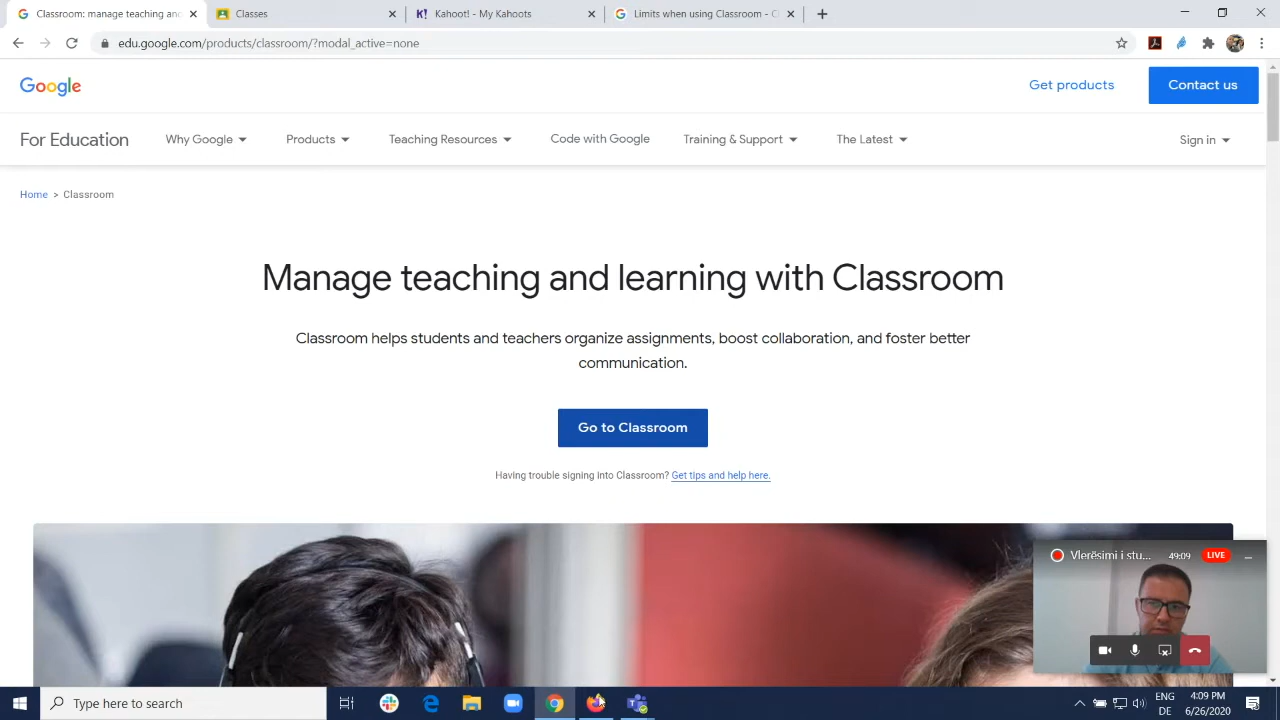 Classroom: manage teaching and
Classes
Kahoot! - My Kahoots
Limits when using Classroom - C
edu.google.com/products/classroom/?modal_active=none
Google
Get products
Contact us
For Education
Why Google
Products
Teaching Resources
Code with Google
Training & Support
The Latest
Sign in
Home > Classroom
Manage teaching and learning with Classroom
Classroom helps students and teachers organize assignments, boost collaboration, and foster better
communication.
Go to Classroom
Having trouble signing into Classroom? Get tips and help here.
Vlerësimi i stu...
49:09
LIVE
Type here to search
ENG
DE
4:09 PM
6/26/2020